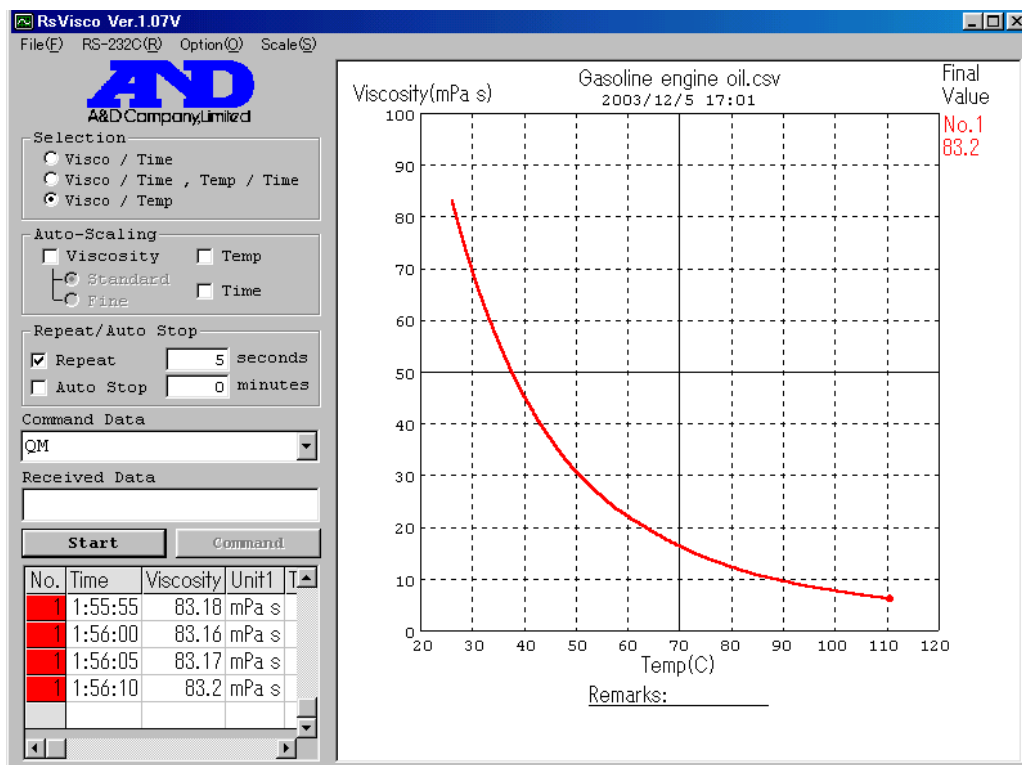 RsVisco Ver.1.07V
File(F) RS-232C(R) Option(O) Scale(S)
AND
A&D Company,Limited
Selection
Visco / Time
Visco / Time , Temp / Time
Visco / Temp
Auto-Scaling
Viscosity
Temp
Standard
Fine
Time
Repeat/Auto Stop
Repeat 5 seconds
Auto Stop 0 minutes
Command Data
QM
Received Data
Start Command
No. Time Viscosity Unit1 T
1 1:55:55 83.18 mPa s
1 1:56:00 83.16 mPa s
1 1:56:05 83.17 mPa s
1 1:56:10 83.2 mPa s
Gasoline engine oil.csv
2003/12/5 17:01
Viscosity(mPa s)
Final
Value
No.1
83.2
100
90
80
70
60
50
40
30
20
10
0
20 30 40 50 60 70 80 90 100 110 120
Temp(C)
Remarks: